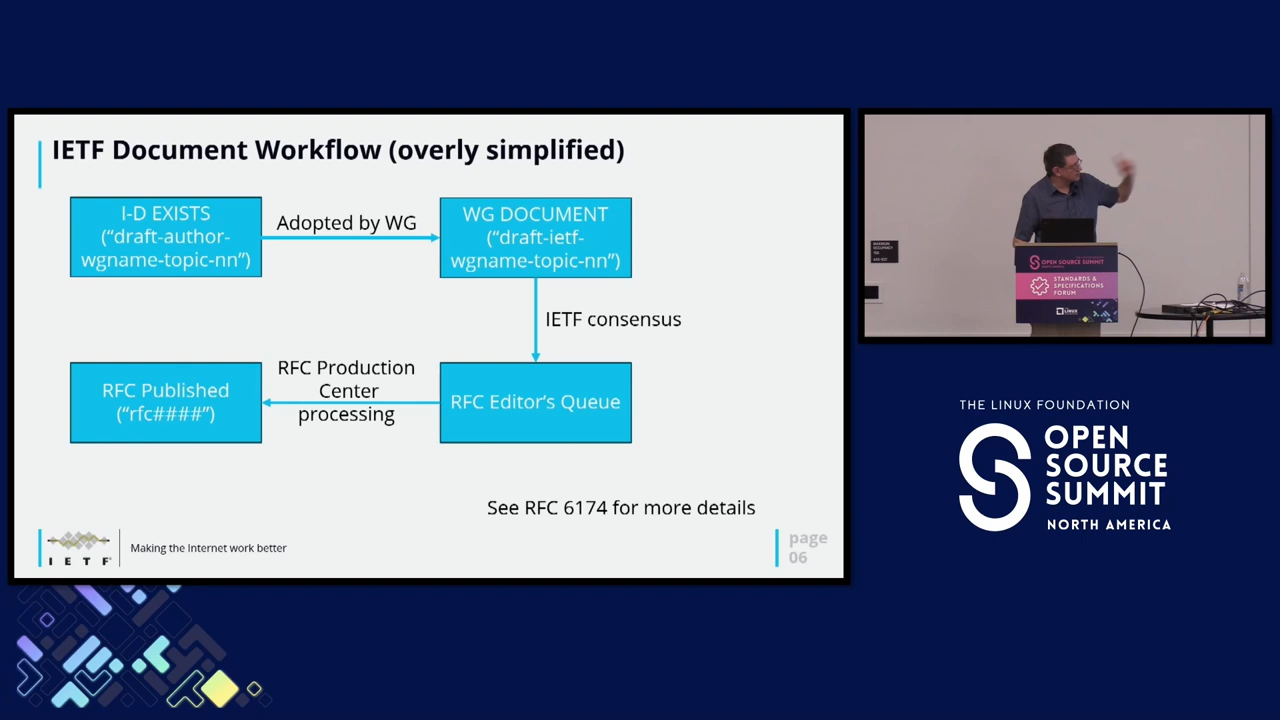 IETF Document Workflow (overly simplified)
I-D EXISTS
(“draft-author-
wgname-topic-nn”)
Adopted by WG
WG DOCUMENT
(“draft-ietf-
wgname-topic-nn”)
IETF consensus
RFC Published
(“rfc####”)
RFC Production
Center
processing
RFC Editor’s Queue
See RFC 6174 for more details
I E T F
Making the Internet work better
page
06
OPEN SOURCE SUMMIT
STANDARDS &
SPECIFICATIONS
FORUM
LINUX
THE LINUX FOUNDATION
OPEN
SOURCE
SUMMIT
NORTH AMERICA